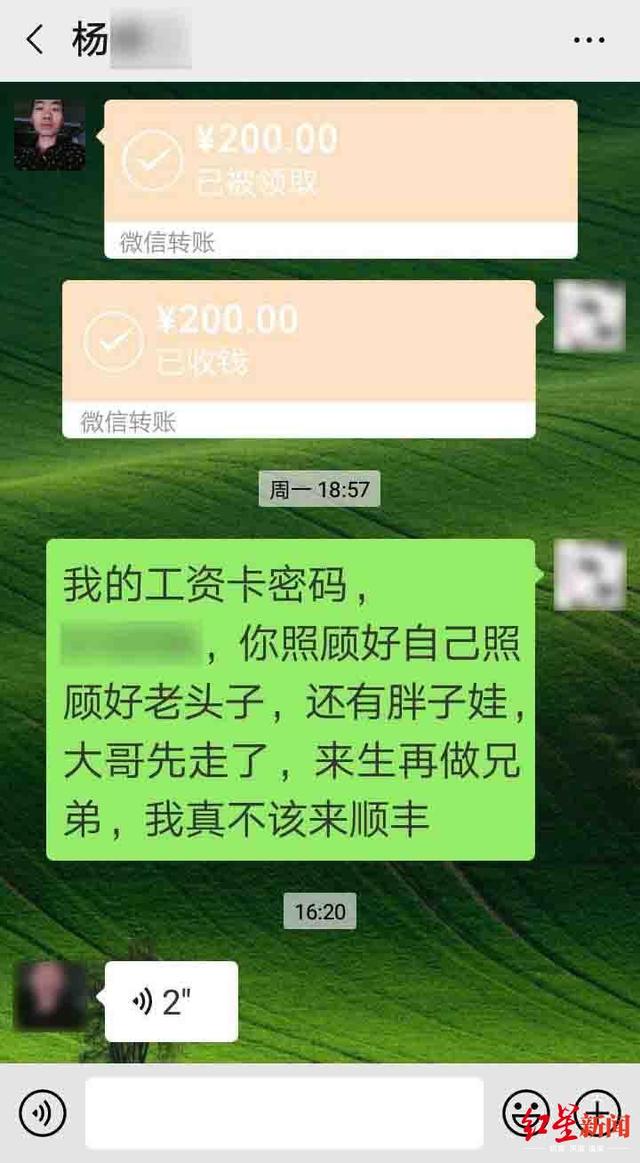 杨
¥200.00
已被领取
微信转账
¥200.00
已收钱
微信转账
周一 18:57
我的工资卡密码，
，你照顾好自己照
顾好老头子，还有胖子娃，
大哥先走了，来生再做兄
弟，我真不该来顺丰
16:20
2"
红星新闻